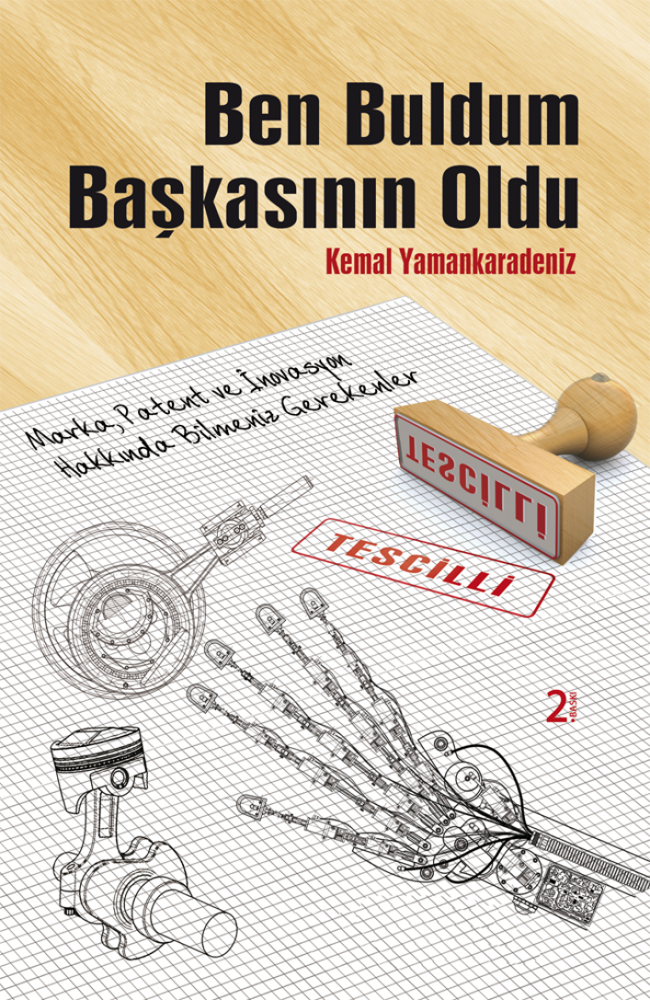 Ben Buldum
Başkasının Oldu
Kemal Yamankaradeniz
Marka, Patent ve İnovasyon
Hakkında Bilmeniz Gerekenler
TESCİLLİ
TESCİLLİ
2.BASKI